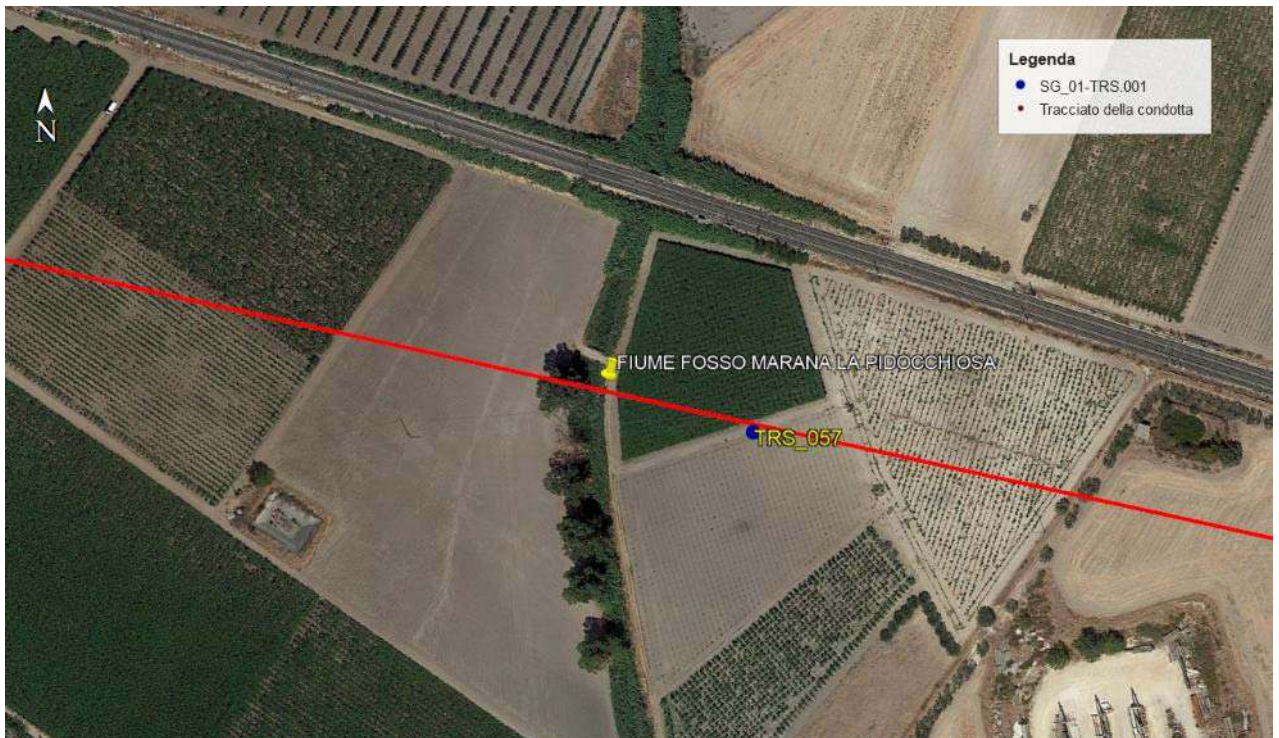 Legenda
SG_01-TRS.001
Tracciato della condotta
N
FIUME FOSSO MARANA LA PIDOCCHIOSA
TRS_057